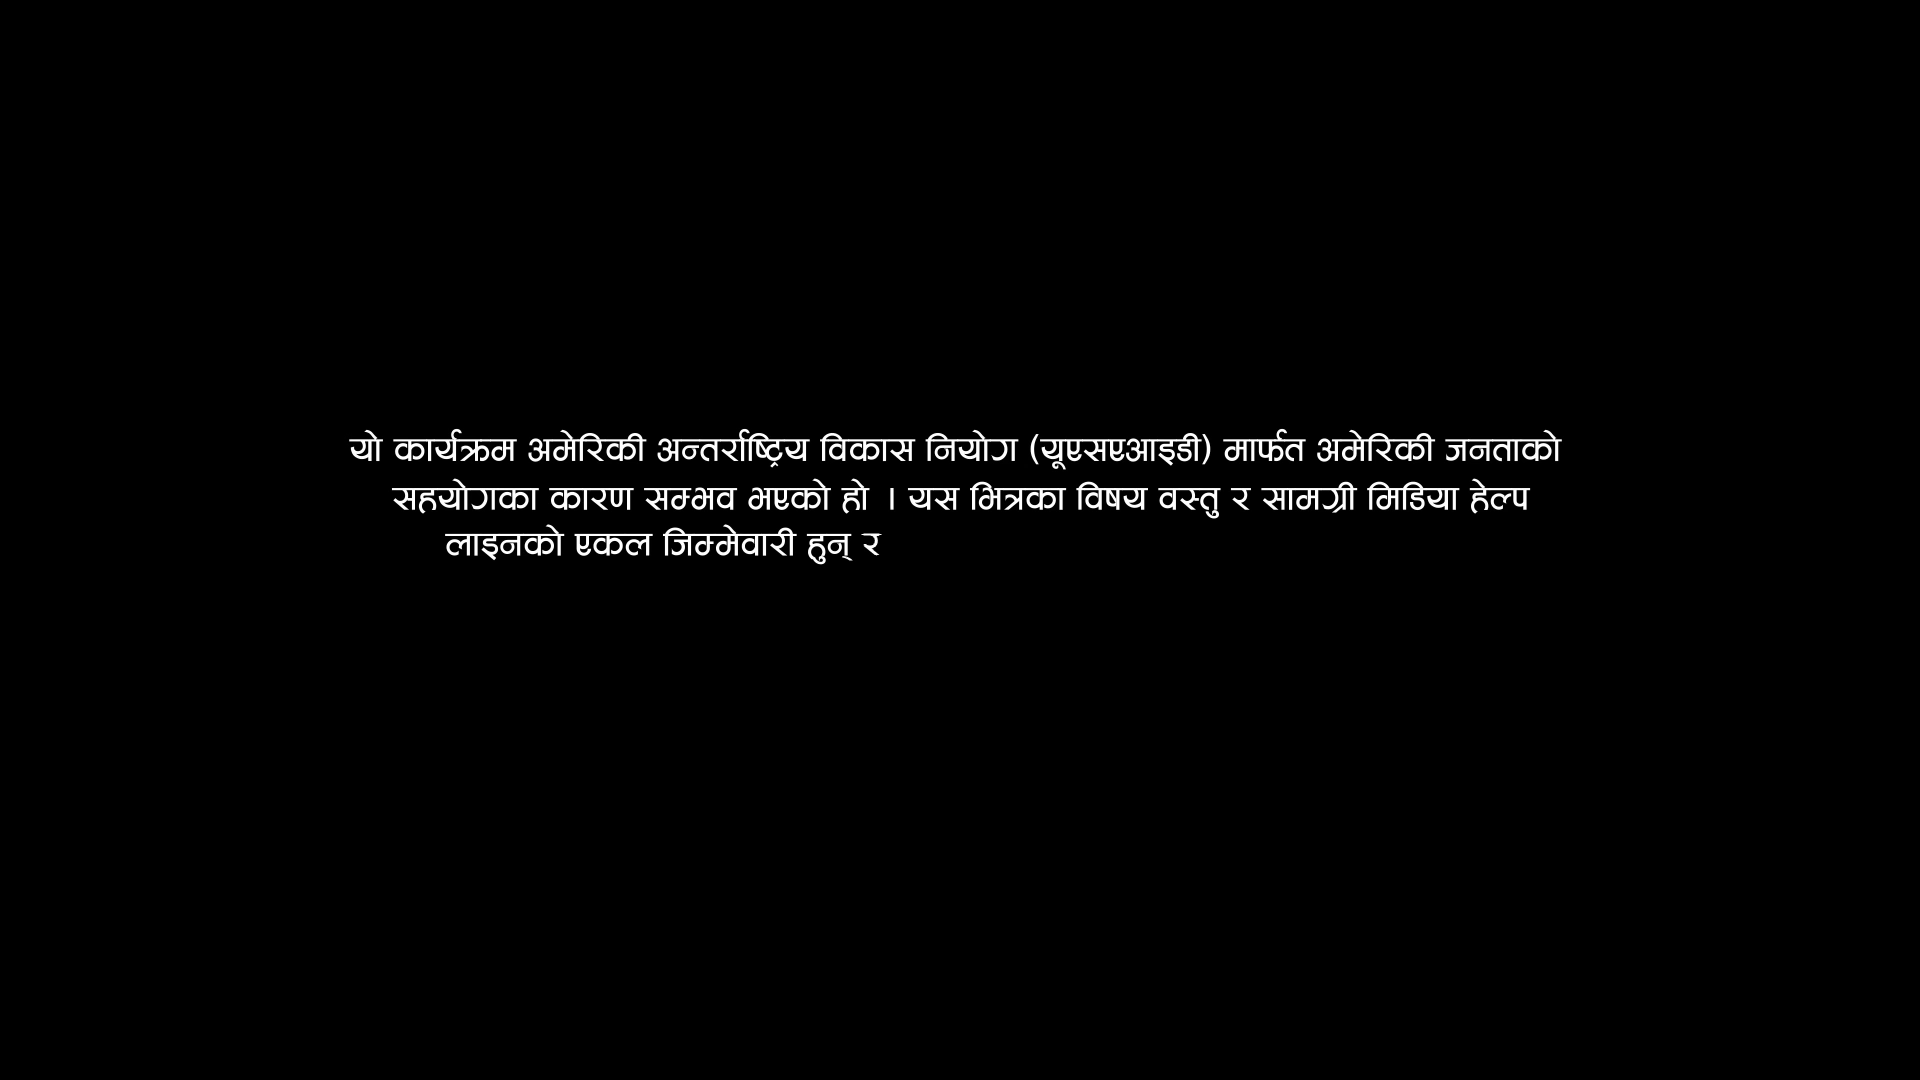 यो कार्यक्रम अमेरिकी अन्तर्राष्ट्रिय विकास नियोग (यूएसएआइडी) मार्फत अमेरिकी जनताको
सहयोगका कारण सम्भव भएको हो । यस भित्रका विषय वस्तु र सामग्री मिडिया हेल्प
लाइनको एकल जिम्मेवारी हुन् र